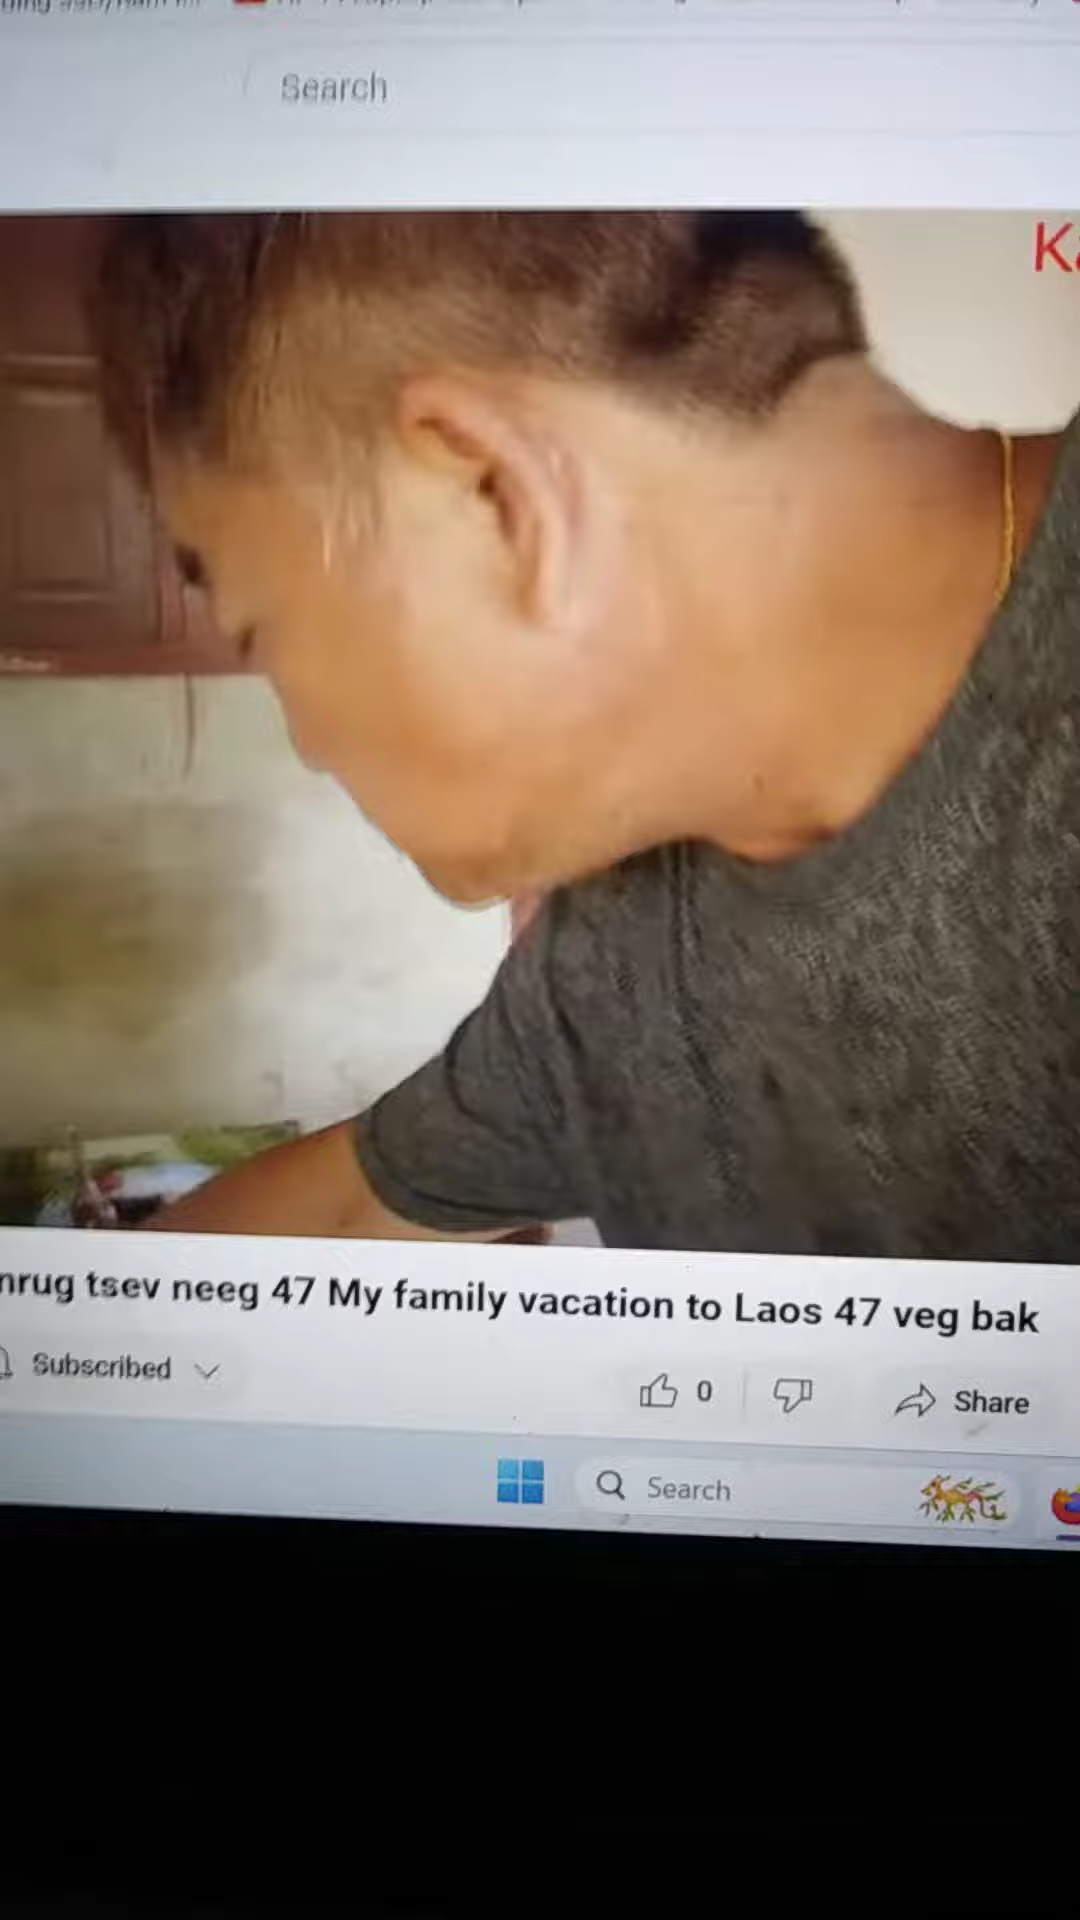 Search
nrug tsev neeg 47 My family vacation to Laos 47 veg bak
Subscribed
0
Share
Search